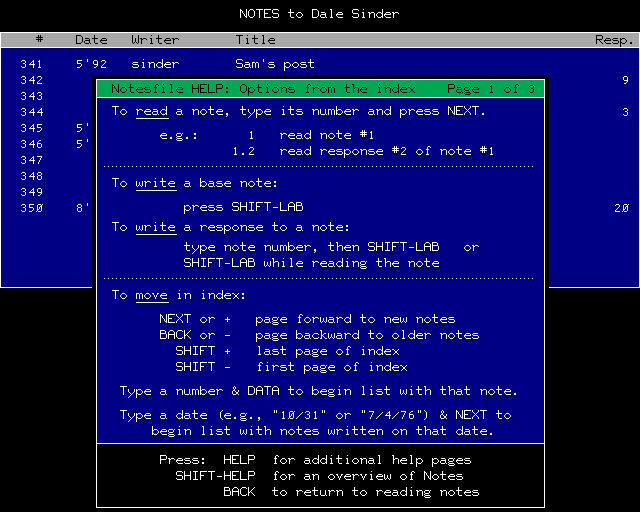 NOTES to Dale Sinder
# Date Writer Title Resp.
341 5'92 sinder Sam's post
342 9
343
344 3
345 5'
346 5'
347
348
349
350 8' 20
Notesfile HELP: Options from the index Page 1 of 3
To read a note, type its number and press NEXT.
e.g.: 1 read note #1
1.2 read response #2 of note #1
To write a base note:
press SHIFT-LAB
To write a response to a note:
type note number, then SHIFT-LAB or
SHIFT-LAB while reading the note
To move in index:
NEXT or + page forward to new notes
BACK or - page backward to older notes
SHIFT + last page of index
SHIFT - first page of index
Type a number & DATA to begin list with that note.
Type a date (e.g., "10/31" or "7/4/76") & NEXT to
begin list with notes written on that date.
Press: HELP for additional help pages
SHIFT-HELP for an overview of Notes
BACK to return to reading notes